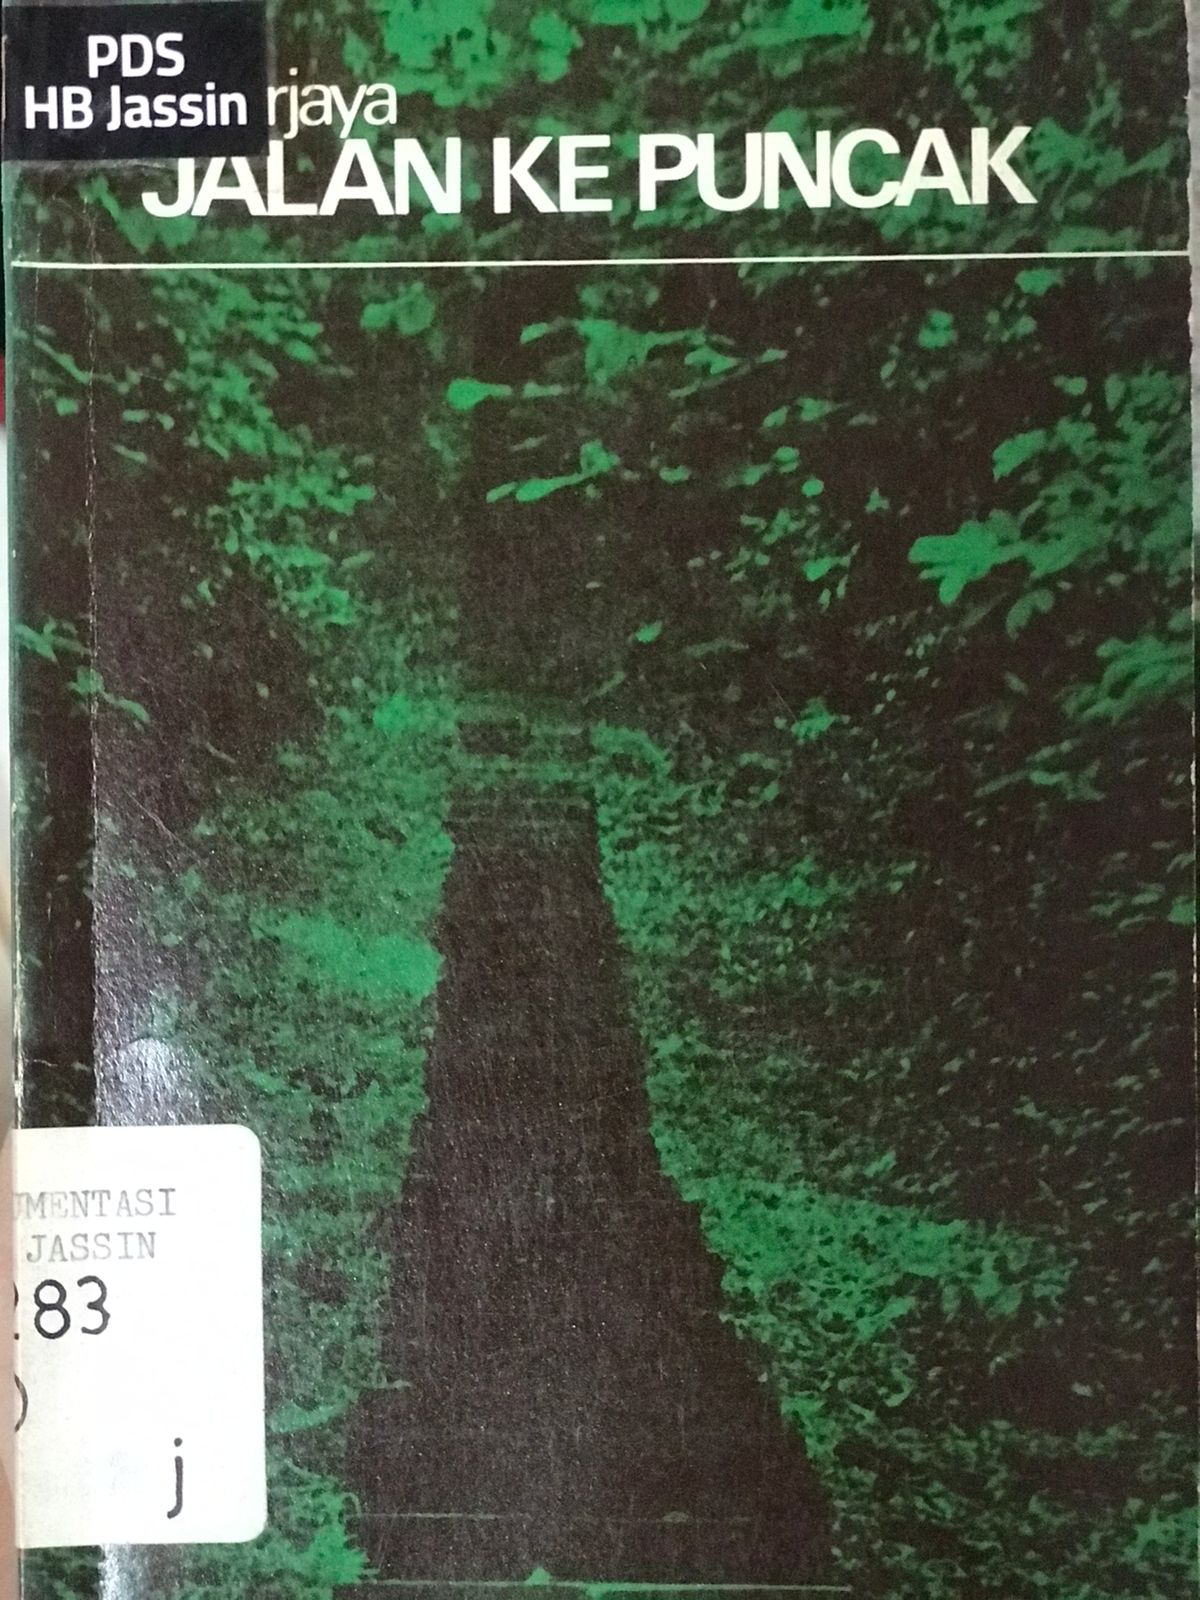 PDS
HB Jassin
rjaya
JALAN KE PUNCAK
UMENTASI
JASSIN
83
j